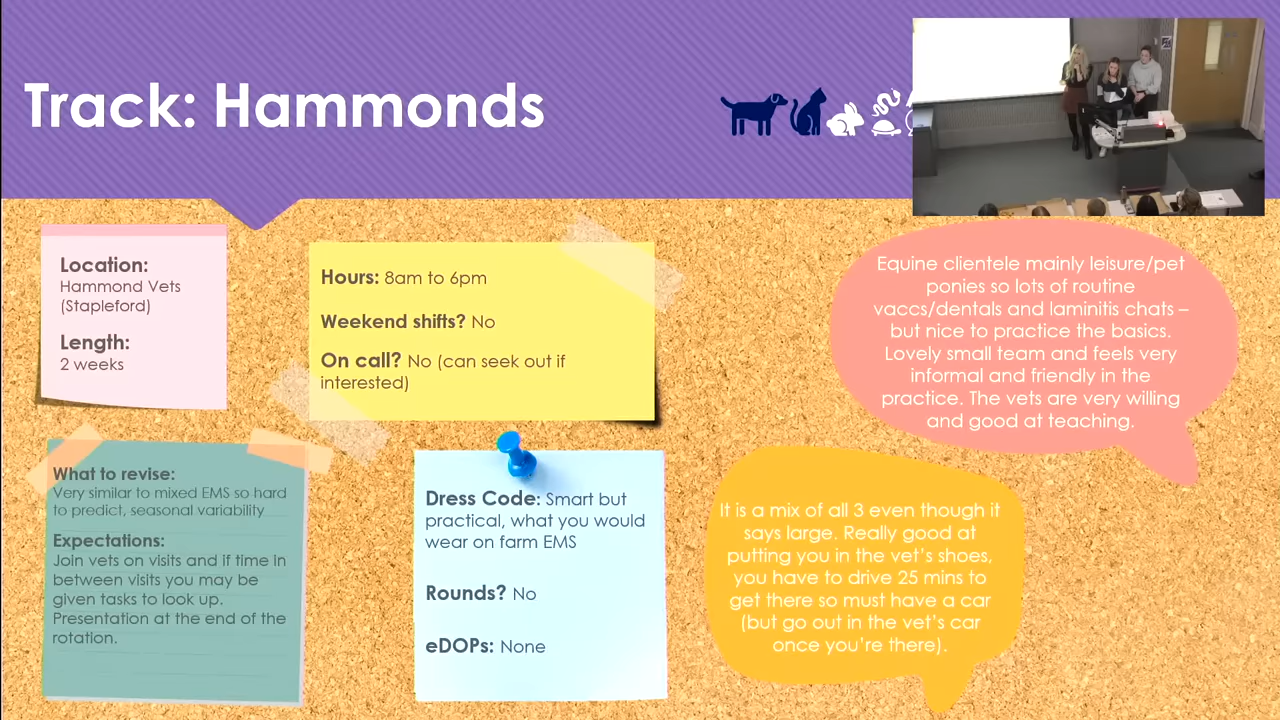 Track: Hammonds
Location:
Hammond Vets
(Stapleford)
Length:
2 weeks
Hours: 8am to 6pm
Weekend shifts? No
On call? No (can seek out if
interested)
Equine clientele mainly leisure/pet
ponies so lots of routine
vaccs/dentals and laminitis chats –
but nice to practice the basics.
Lovely small team and feels very
informal and friendly in the
practice. The vets are very willing
and good at teaching.
What to revise:
Very similar to mixed EMS so hard
to predict, seasonal variability
Expectations:
Join vets on visits and if time in
between visits you may be
given tasks to look up.
Presentation at the end of the
rotation.
Dress Code: Smart but
practical, what you would
wear on farm EMS
Rounds? No
eDOPs: None
It is a mix of all 3 even though it
says large. Really good at
putting you in the vet's shoes,
you have to drive 25 mins to
get there so must have a car
(but go out in the vet's car
once you're there).